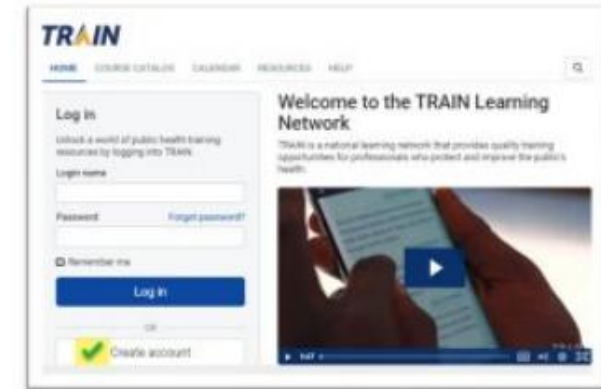 TRAIN
HOME COURSE CATALOG CALENDAR RESOURCES HELP
Log in
Unlock a world of public health training
resources by logging into TRAIN.
Login name
Password Forgot password?
Remember me
Log in
OR
Create account
Welcome to the TRAIN Learning
Network
TRAIN is a national learning network that provides quality training
opportunities for professionals who protect and improve the public's
health.